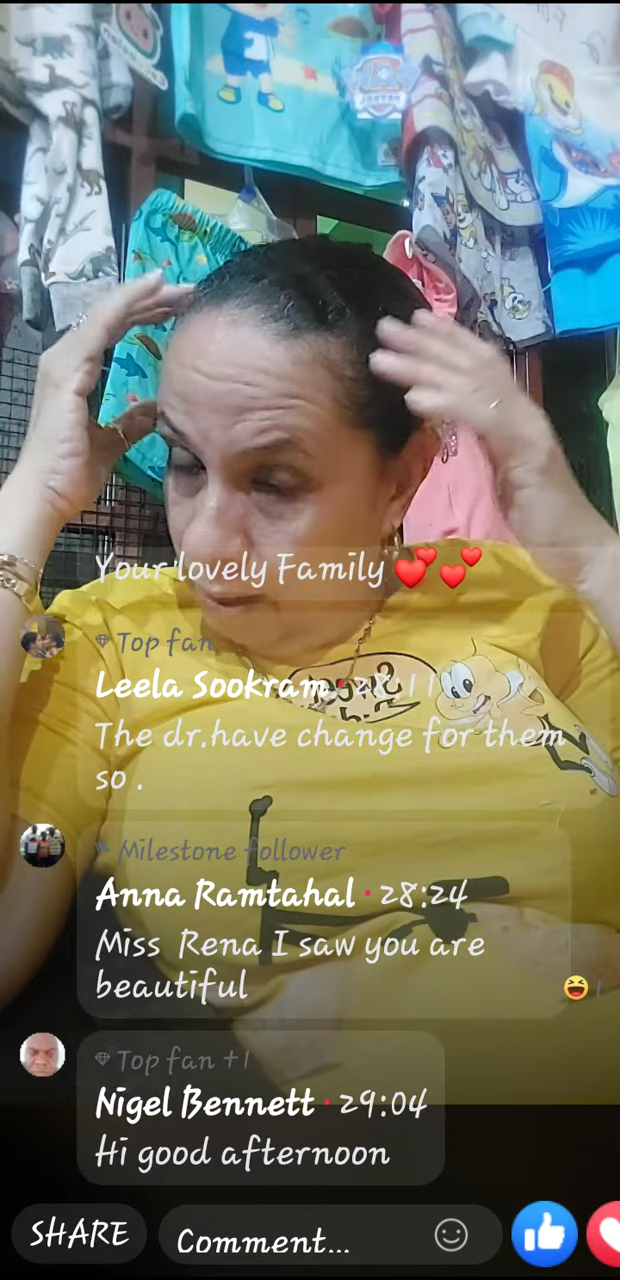 Your lovely Family
Top fan
Leela Sookram · 28:11
The dr.have change for them
so .
Milestone follower
Anna Ramtahal · 28:24
Miss Rena I saw you are
beautiful
Top fan +1
Nigel Bennett · 29:04
Hi good afternoon
SHARE
Comment...